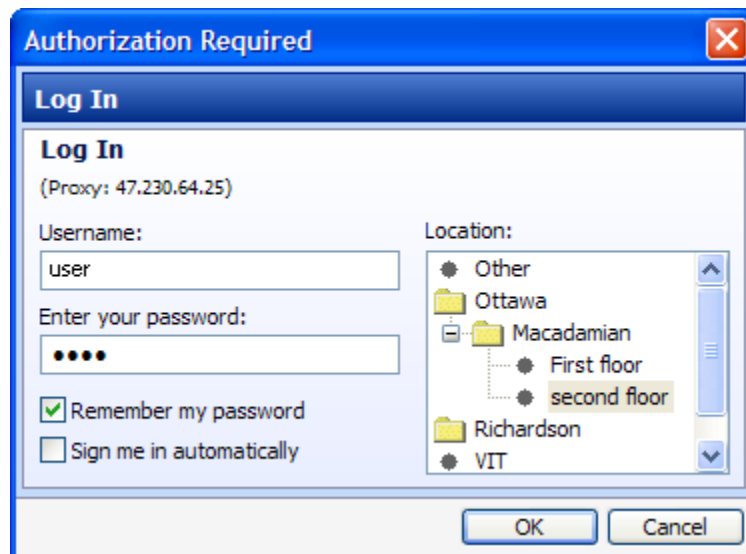 Authorization Required
Log In
Log In
(Proxy: 47.230.64.25)
Username:
user
Enter your password:
••••
Remember my password
Sign me in automatically
Location:
Other
Ottawa
Macadamian
First floor
second floor
Richardson
VIT
OK
Cancel